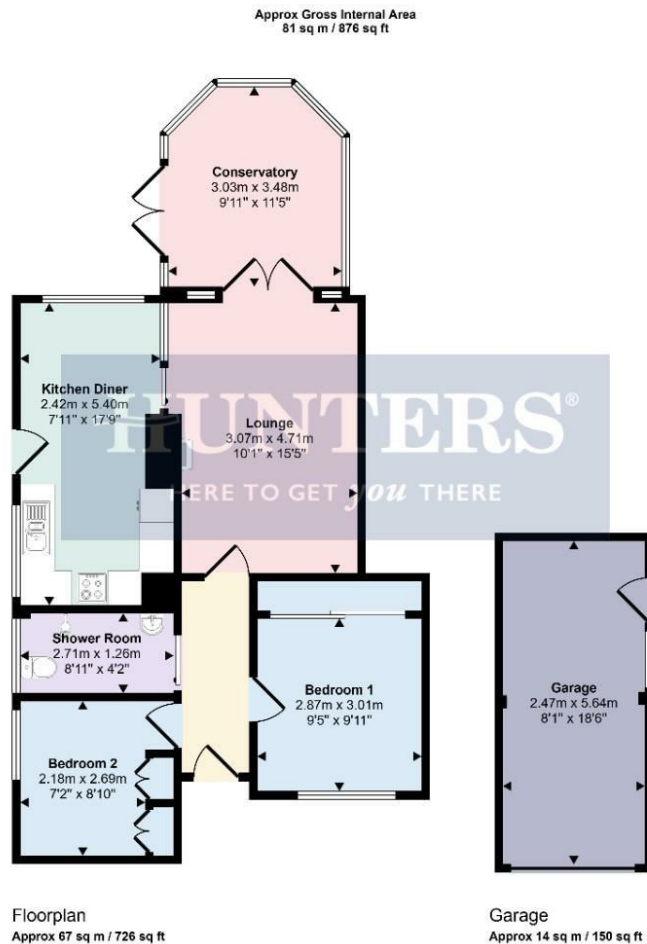 Approx Gross Internal Area
81 sq m / 876 sq ft
Conservatory
3.03m x 3.48m
9'11" x 11'5"
Kitchen Diner
2.42m x 5.40m
7'11" x 17'9"
Lounge
3.07m x 4.71m
10'1" x 15'5"
HUNTERS®
HERE TO GET you THERE
Shower Room
2.71m x 1.26m
8'11" x 4'2"
Bedroom 1
2.87m x 3.01m
9'5" x 9'11"
Garage
2.47m x 5.64m
8'1" x 18'6"
Bedroom 2
2.18m x 2.69m
7'2" x 8'10"
Floorplan
Approx 67 sq m / 726 sq ft
Garage
Approx 14 sq m / 150 sq ft